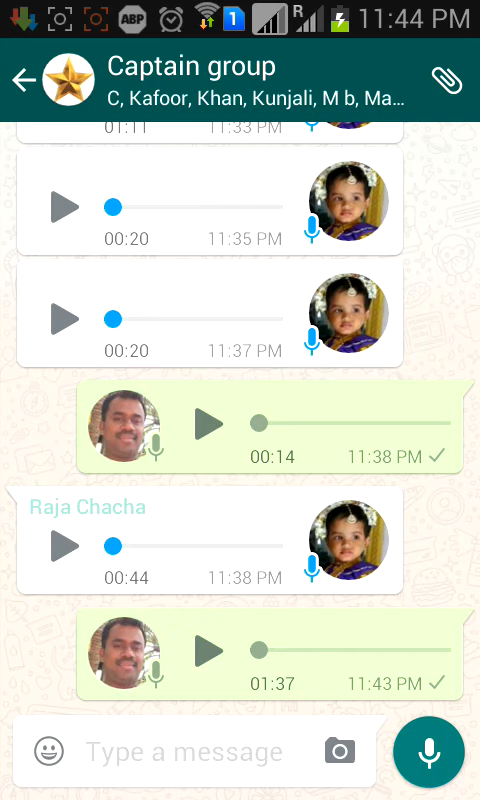 ABP
1
R
11:44 PM
Captain group
C, Kafoor, Khan, Kunjali, M b, Ma...
01:11 11:33 PM
00:20 11:35 PM
00:20 11:37 PM
00:14 11:38 PM
Raja Chacha
00:44 11:38 PM
01:37 11:43 PM
Type a message